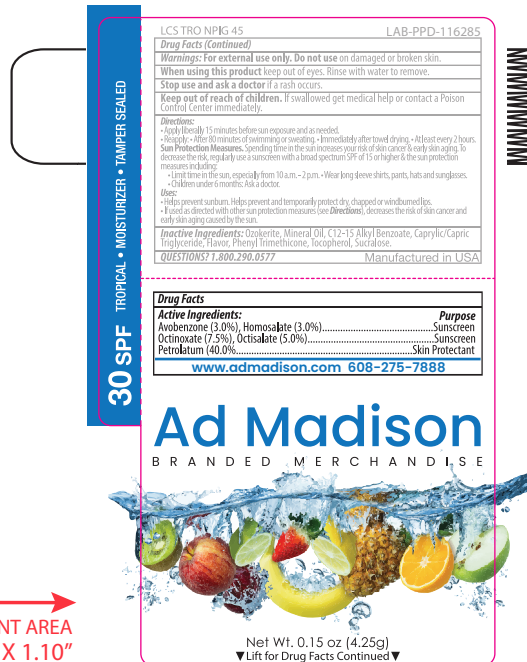 LCS TRO NPIG 45 LAB-PPD-116285
Drug Facts (Continued)
Warnings: For external use only. Do not use on damaged or broken skin.
When using this product keep out of eyes. Rinse with water to remove.
Stop use and ask a doctor if a rash occurs.
Keep out of reach of children. If swallowed get medical help or contact a Poison
Control Center immediately.
Directions:
• Apply liberally 15 minutes before sun exposure and as needed.
• Reapply: • After 80 minutes of swimming or sweating. • Immediately after towel drying. • At least every 2 hours.
Sun Protection Measures. Spending time in the sun increases your risk of skin cancer & early skin aging. To
decrease the risk, regularly use a sunscreen with a broad spectrum SPF of 15 or higher & the sun protection
measures including:
• Limit time in the sun, especially from 10 a.m. – 2 p.m. • Wear long sleeve shirts, pants, hats and sunglasses.
• Children under 6 months: Ask a doctor.
Uses:
• Helps prevent sunburn. Helps prevent and temporarily protect dry, chapped or windburned lips.
• If used as directed with other sun protection measures (see Directions), decreases the risk of skin cancer and
early skin aging caused by the sun.
Inactive Ingredients: Ozokerite, Mineral Oil, C12-15 Alkyl Benzoate, Caprylic/Capric
Triglyceride, Flavor, Phenyl Trimethicone, Tocopherol, Sucralose.
QUESTIONS? 1.800.290.0577 Manufactured in USA
30 SPF TROPICAL • MOISTURIZER • TAMPER SEALED
Drug Facts
Active Ingredients: Purpose
Avobenzone (3.0%), Homosalate (3.0%)...Sunscreen
Octinoxate (7.5%), Octisalate (5.0%)...Sunscreen
Petrolatum (40.0%...Skin Protectant
www.admadison.com 608-275-7888
Ad Madison
BRANDED MERCHANDISE
NT AREA
X 1.10"
Net Wt. 0.15 oz (4.25g)
▼Lift for Drug Facts Continued▼